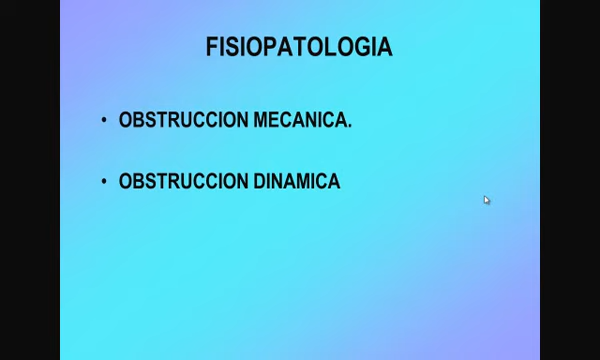 FISIOPATOLOGIA
• OBSTRUCCION MECANICA.
• OBSTRUCCION DINAMICA